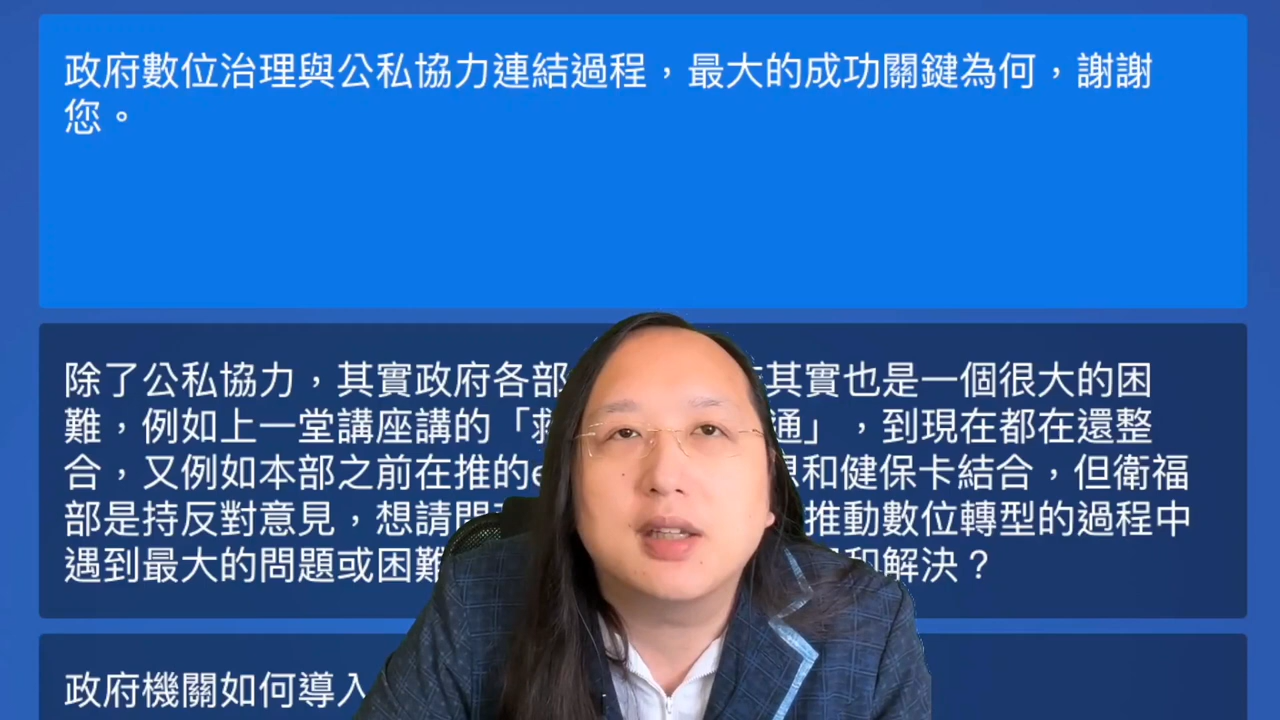 政府數位治理與公私協力連結過程，最大的成功關鍵為何，謝謝
您。
除了公私協力，其實政府各部 其實也是一個很大的困
難，例如上一堂講座講的「救 通」，到現在都在還整
合，又例如本部之前在推的e 想和健保卡結合，但衛福
部是持反對意見，想請問 推動數位轉型的過程中
遇到最大的問題或困難 和解決？
政府機關如何導入